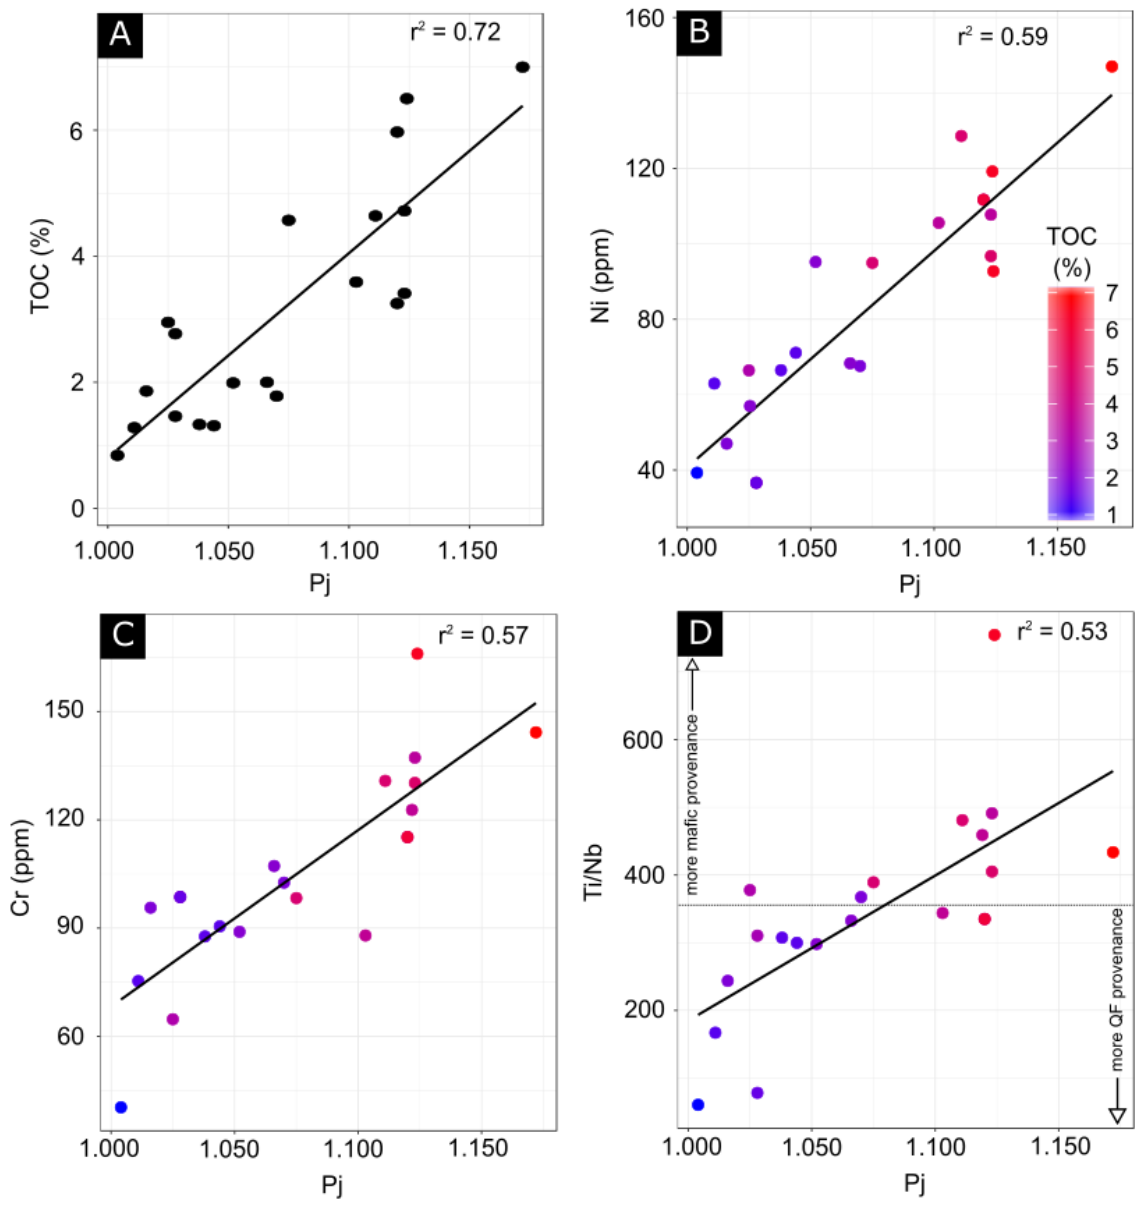 A
r² = 0.72
TOC (%)
6
4
2
0
1.000 1.050 1.100 1.150
Pj
B
r² = 0.59
Ni (ppm)
160
120
80
40
TOC
(%)
7
6
5
4
3
2
1
1.000 1.050 1.100 1.150
Pj
C
r² = 0.57
Cr (ppm)
150
120
90
60
1.000 1.050 1.100 1.150
Pj
D
r² = 0.53
more mafic provenance
Ti/Nb
600
400
200
more QF provenance
1.000 1.050 1.100 1.150
Pj